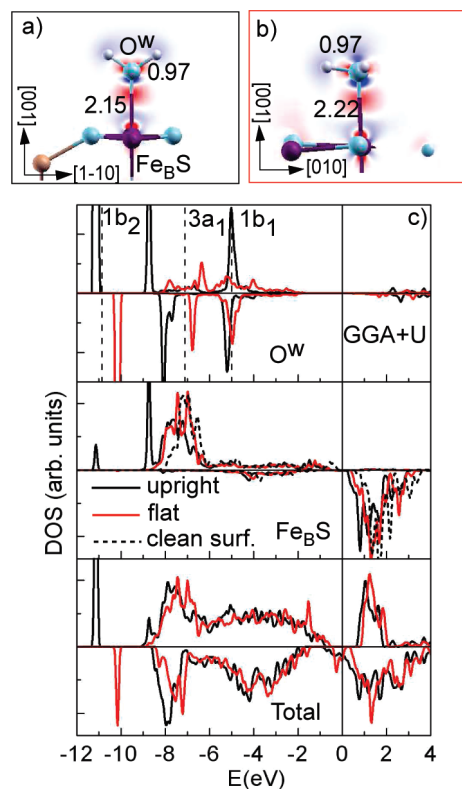 a)
O^W
0.97
2.15
[001]
Fe_BS
[1-10]
b)
0.97
2.22
[001]
[010]
1b_2
3a_1
1b_1
c)
GGA+U
O^W
DOS (arb. units)
upright
flat
clean surf.
Fe_BS
Total
-12 -10 -8 -6 -4 -2 0 2 4
E(eV)